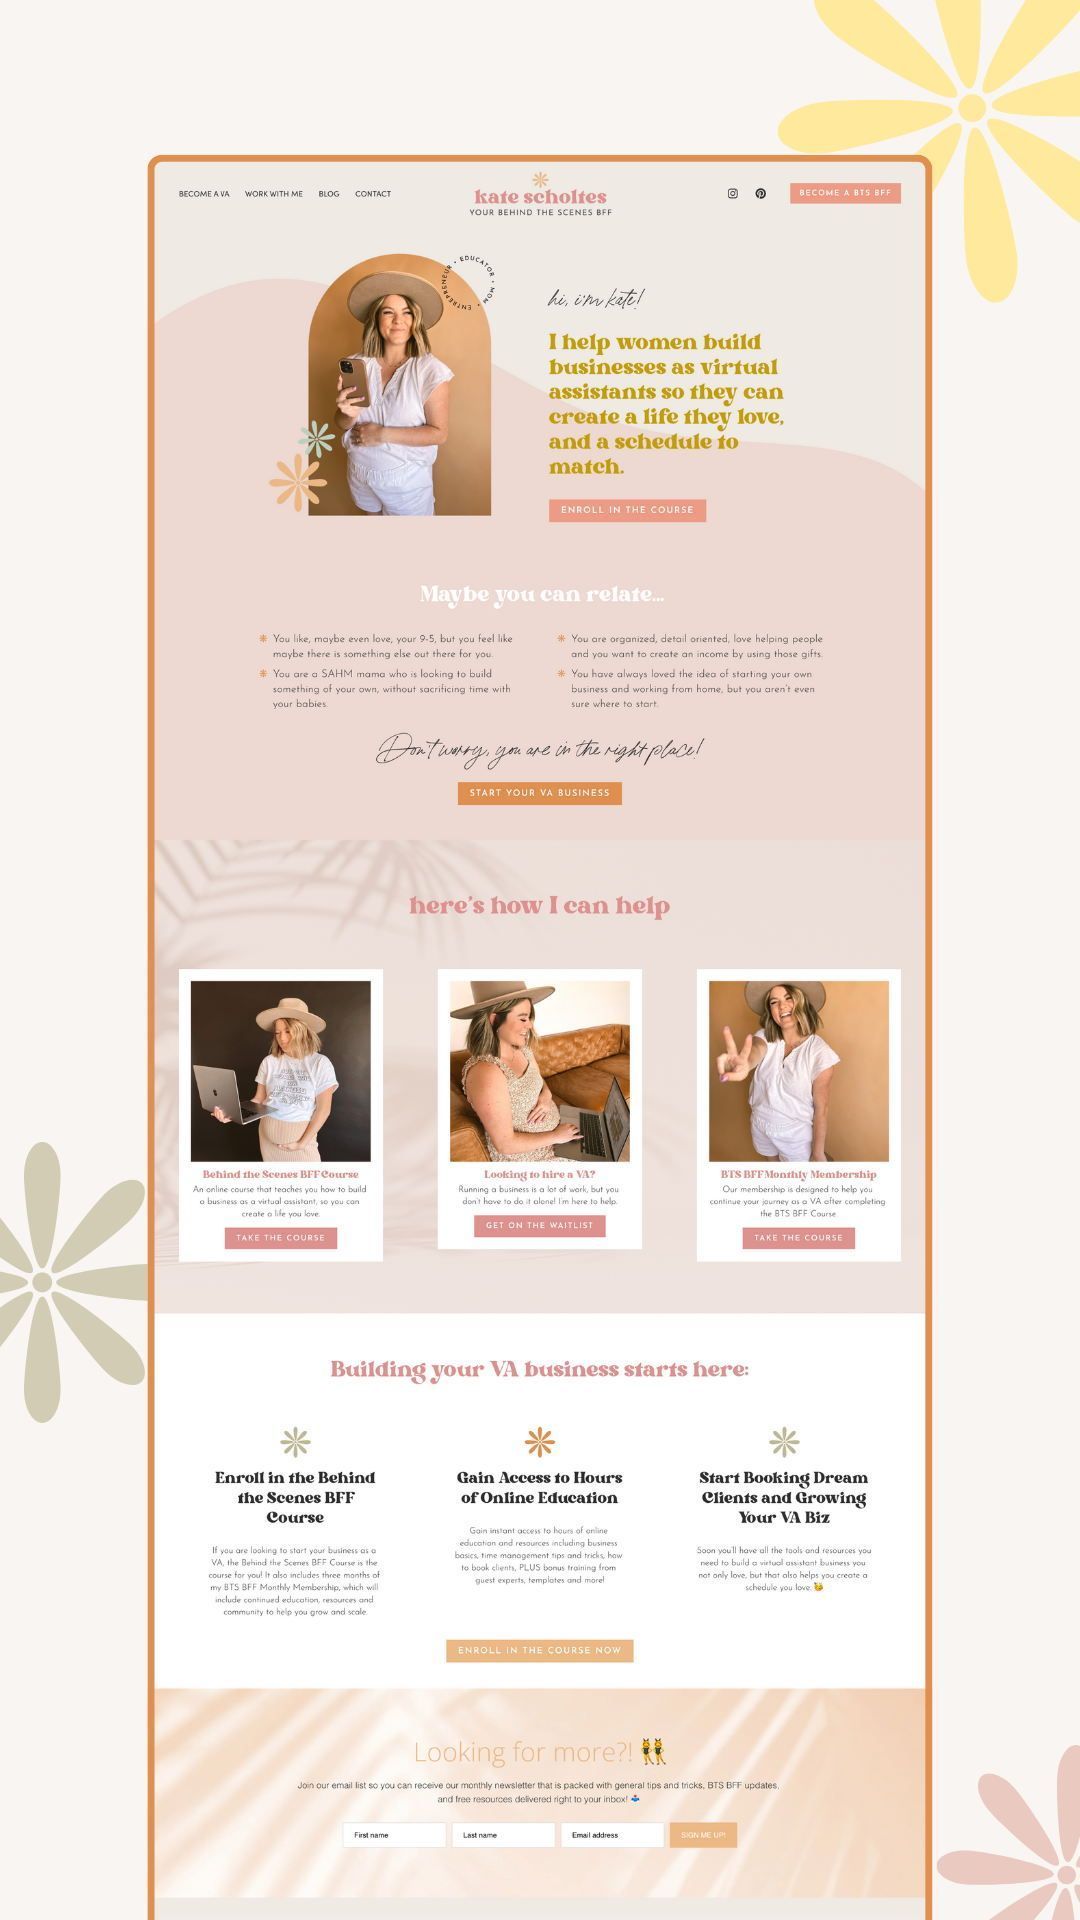 BECOME A VA
WORK WITH ME
BLOG
CONTACT
kate scholtes
YOUR BEHIND THE SCENES BFF
BECOME A BTS BFF
• EDUCATOR • MOM • ENTREPRENEUR
hi, i'm kate!
I help women build
businesses as virtual
assistants so they can
create a life they love,
and a schedule to
match.
ENROLL IN THE COURSE
Maybe you can relate...
You like, maybe even love, your 9-5, but you feel like
maybe there is something else out there for you.
You are a SAHM mama who is looking to build
something of your own, without sacrificing time with
your babies.
You are organized, detail oriented, love helping people
and you want to create an income by using those gifts.
You have always loved the idea of starting your own
business and working from home, but you aren't even
sure where to start.
Don't worry, you are in the right place!
START YOUR VA BUSINESS
here's how I can help
Behind the Scenes BFF Course
An online course that teaches you how to build
a business as a virtual assistant, so you can
create a life you love.
TAKE THE COURSE
Looking to hire a VA?
Running a business is a lot of work, but you
don't have to do it alone! I'm here to help.
GET ON THE WAITLIST
BTS BFF Monthly Membership
Our membership is designed to help you
continue your journey as a VA after completing
the BTS BFF Course.
TAKE THE COURSE
Building your VA business starts here:
Enroll in the Behind
the Scenes BFF
Course
If you are looking to start your business as a
VA, the Behind the Scenes BFF Course is the
course for you! It also includes three months of
my BTS BFF Monthly Membership, which will
include continued education, resources and
community to help you grow and scale.
Gain Access to Hours
of Online Education
Gain instant access to hours of online
education and resources including business
basics, time management tips and tricks, how
to book clients, PLUS bonus training from
guest experts, templates and more!
Start Booking Dream
Clients and Growing
Your VA Biz
Soon you'll have all the tools and resources you
need to build a virtual assistant business you
not only love, but that also helps you create a
schedule you love. 🥳
ENROLL IN THE COURSE NOW
Looking for more?! 👯
Join our email list so you can receive our monthly newsletter that is packed with general tips and tricks, BTS BFF updates,
and free resources delivered right to your inbox! 📬
First name
Last name
Email address
SIGN ME UP!